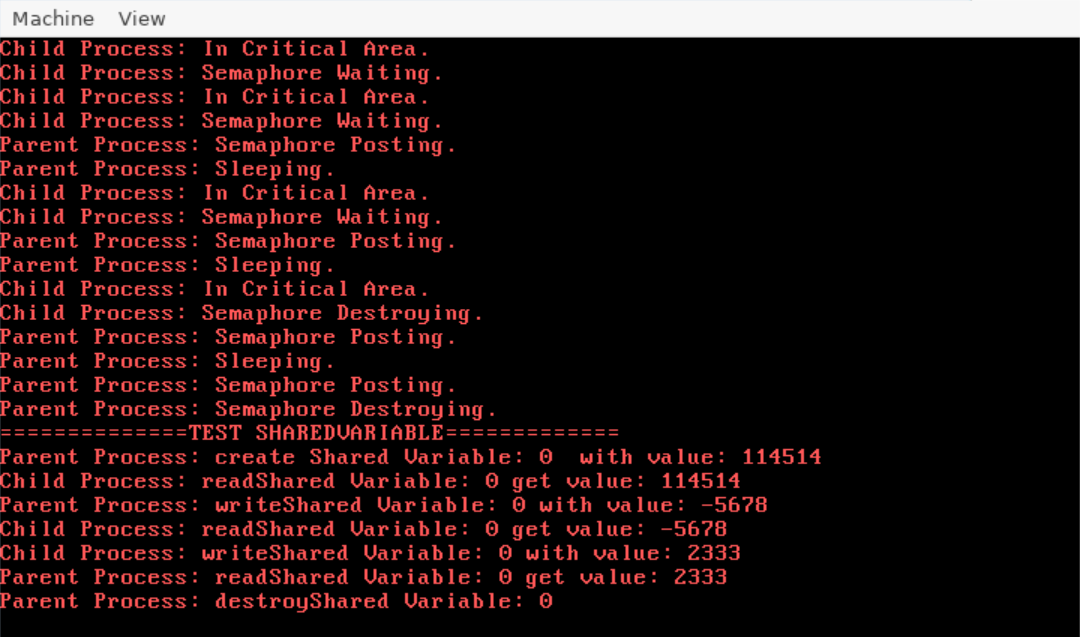 Machine View
Child Process: In Critical Area.
Child Process: Semaphore Waiting.
Child Process: In Critical Area.
Child Process: Semaphore Waiting.
Parent Process: Semaphore Posting.
Parent Process: Sleeping.
Child Process: In Critical Area.
Child Process: Semaphore Waiting.
Parent Process: Semaphore Posting.
Parent Process: Sleeping.
Child Process: In Critical Area.
Child Process: Semaphore Destroying.
Parent Process: Semaphore Posting.
Parent Process: Sleeping.
Parent Process: Semaphore Posting.
Parent Process: Semaphore Destroying.
==============TEST SHAREDVARIABLE=============
Parent Process: create Shared Variable: 0  with value: 114514
Child Process: readShared Variable: 0 get value: 114514
Parent Process: writeShared Variable: 0 with value: -5678
Child Process: readShared Variable: 0 get value: -5678
Child Process: writeShared Variable: 0 with value: 2333
Parent Process: readShared Variable: 0 get value: 2333
Parent Process: destroyShared Variable: 0